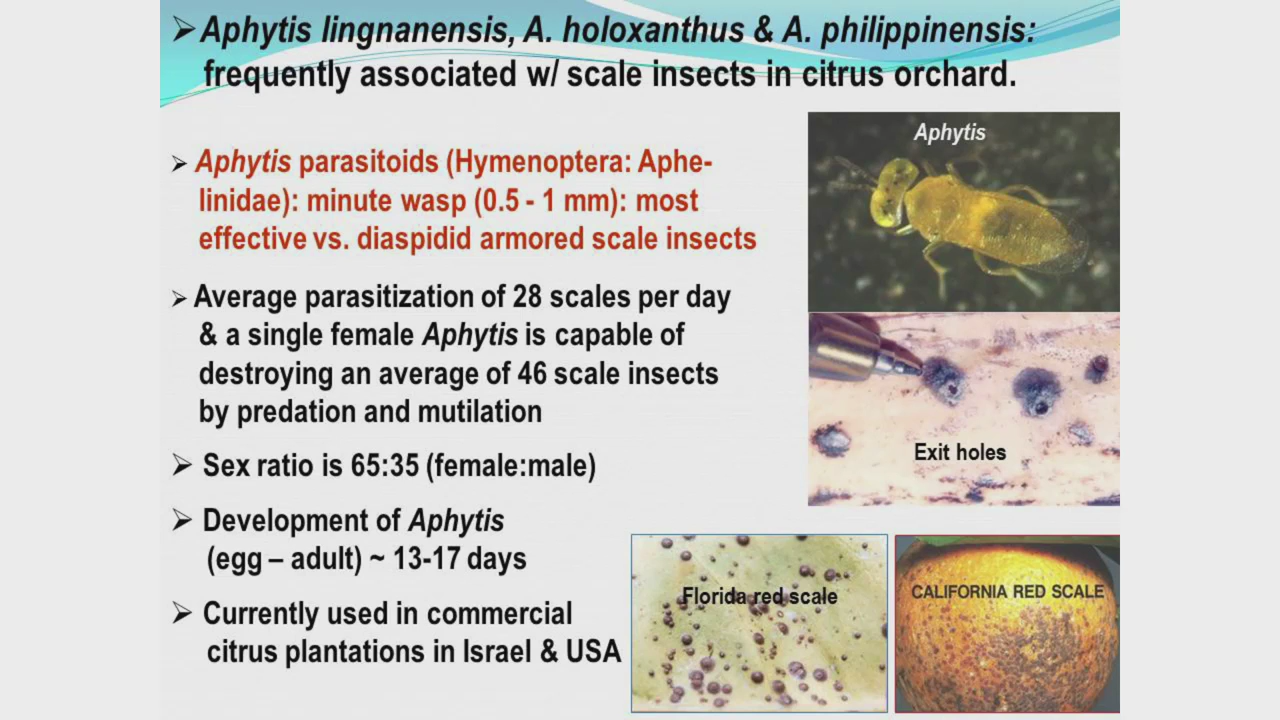 ➢Aphytis lingnanensis, A. holoxanthus & A. philippinensis:
frequently associated w/ scale insects in citrus orchard.
➢ Aphytis parasitoids (Hymenoptera: Aphe-
linidae): minute wasp (0.5 - 1 mm): most
effective vs. diaspidid armored scale insects
➢ Average parasitization of 28 scales per day
& a single female Aphytis is capable of
destroying an average of 46 scale insects
by predation and mutilation
➢ Sex ratio is 65:35 (female:male)
➢ Development of Aphytis
(egg – adult) ~ 13-17 days
➢ Currently used in commercial
citrus plantations in Israel & USA
Aphytis
Exit holes
Florida red scale
CALIFORNIA RED SCALE